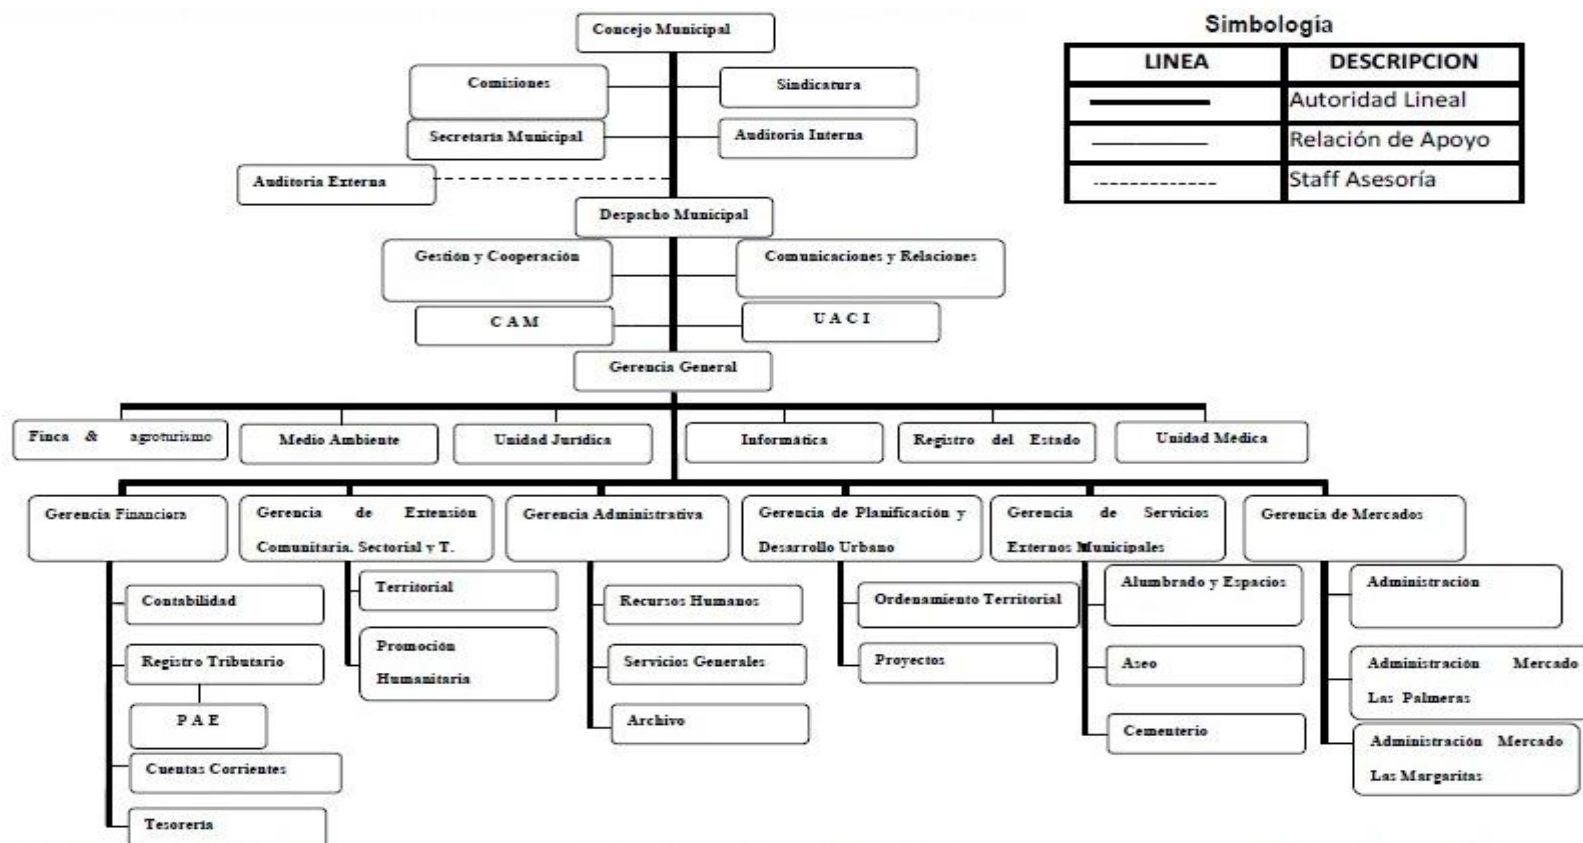 Concejo Municipal
Simbología
LINEA DESCRIPCION
Autoridad Lineal
Relación de Apoyo
Staff Asesoría
Comisiones
Sindicatura
Secretaría Municipal
Auditoría Interna
Auditoría Externa
Despacho Municipal
Gestión y Cooperación
Comunicaciones y Relaciones
C A M
U A C I
Gerencia General
Finca & agroturismo
Medio Ambiente
Unidad Jurídica
Informática
Registro del Estado
Unidad Medica
Gerencia Financiera
Gerencia de Extensión
Comunitaria. Sectorial y T.
Gerencia Administrativa
Gerencia de Planificación y
Desarrollo Urbano
Gerencia de Servicios
Externos Municipales
Gerencia de Mercados
Contabilidad
Registro Tributario
P A E
Cuentas Corrientes
Tesorería
Territorial
Promoción
Humanitaria
Recursos Humanos
Servicios Generales
Archivo
Ordenamiento Territorial
Proyectos
Alumbrado y Espacios
Aseo
Cementerio
Administración
Administración Mercado
Las Palmeras
Administración Mercado
Las Margaritas